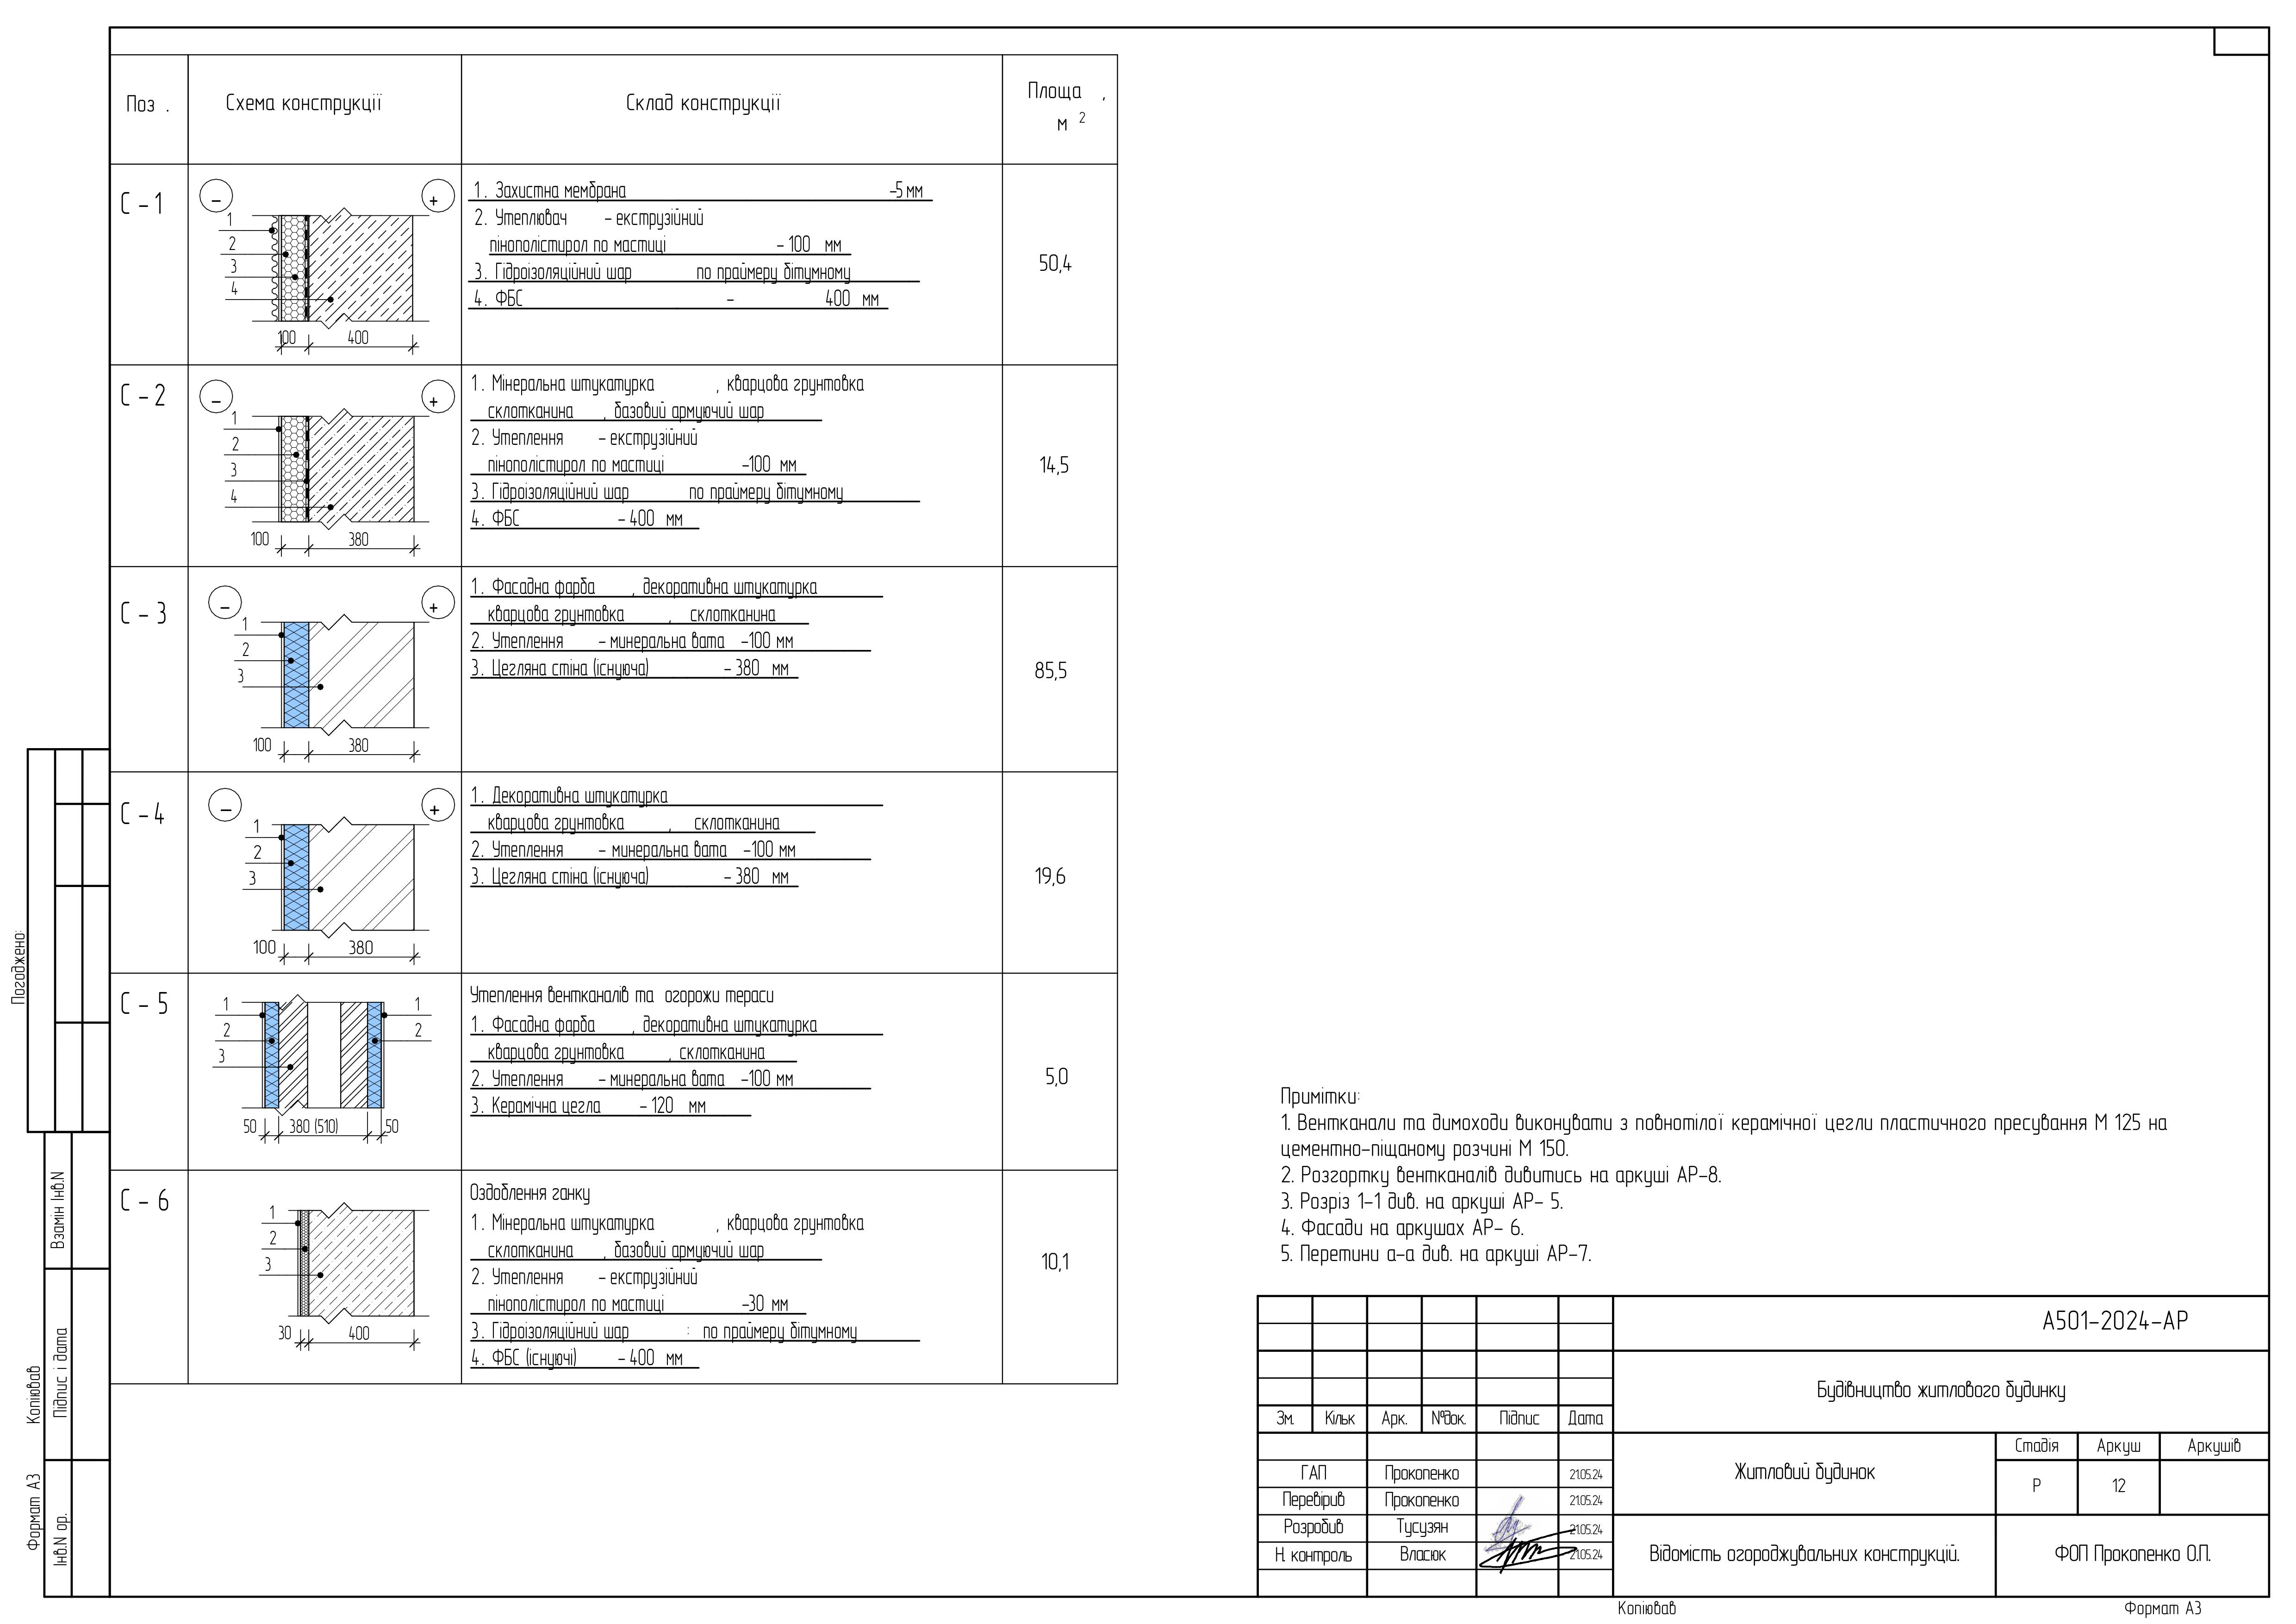 Поз . Схема конструкції Склад конструкції Площа ,
м 2
С - 1
- +
1
2
3
4
100 400
1. Захистна мембрана -5 мм
2. Утеплювач - екструзійний
пінополістирол по мастиці - 100 мм
3. Гідроізоляційний шар по праймеру бітумному
4. ФБС - 400 мм
50,4
С - 2
- +
1
2
3
4
100 380
1. Мінеральна штукатурка , кварцова грунтовка
склотканина , базовий армуючий шар
2. Утеплення - екструзійний
пінополістирол по мастиці -100 мм
3. Гідроізоляційний шар по праймеру бітумному
4. ФБС - 400 мм
14,5
С - 3
- +
1
2
3
100 380
1. Фасадна фарба , декоративна штукатурка
кварцова грунтовка , склотканина
2. Утеплення - минеральна вата -100 мм
3. Цегляна стіна (існуюча) - 380 мм
85,5
С - 4
- +
1
2
3
100 380
1. Декоративна штукатурка
кварцова грунтовка , склотканина
2. Утеплення - минеральна вата -100 мм
3. Цегляна стіна (існуюча) - 380 мм
19,6
С - 5
1 1
2 2
3
50 380 (510) 50
Утеплення вентканалів та огорожи тераси
1. Фасадна фарба , декоративна штукатурка
кварцова грунтовка , склотканина
2. Утеплення - минеральна вата -100 мм
3. Керамічна цегла - 120 мм
5,0
С - 6
1
2
3
30 400
Оздоблення ганку
1. Мінеральна штукатурка , кварцова грунтовка
склотканина , базовий армуючий шар
2. Утеплення - екструзійний
пінополістирол по мастиці -30 мм
3. Гідроізоляційний шар : по праймеру бітумному
4. ФБС (існуючі) - 400 мм
10,1
Примітки:
1. Вентканали та димоходи виконувати з повнотілої керамічної цегли пластичного пресування М 125 на
цементно-піщаному розчині М 150.
2. Розгортку вентканалів дивитись на аркуші АР-8.
3. Розріз 1-1 див. на аркуші АР- 5.
4. Фасади на аркушах АР- 6.
5. Перетини а-а див. на аркуші АР-7.
А501-2024-АР
Будівництво житлового будинку
Зм. Кільк Арк. №док. Підпис Дата
Житловий будинок
Стадія Аркуш Аркушів
Р 12
ГАП Прокопенко 21.05.24
Перевірив Прокопенко 21.05.24
Розробив Тусузян 21.05.24
Н. контроль Власюк 21.05.24
Відомість огороджувальних конструкцій.
ФОП Прокопенко О.П.
Копіював Формат А3
Погоджено:
Взамін Інв.N
Підпис і дата
Інв.N ор.
Копіював
Формат А3